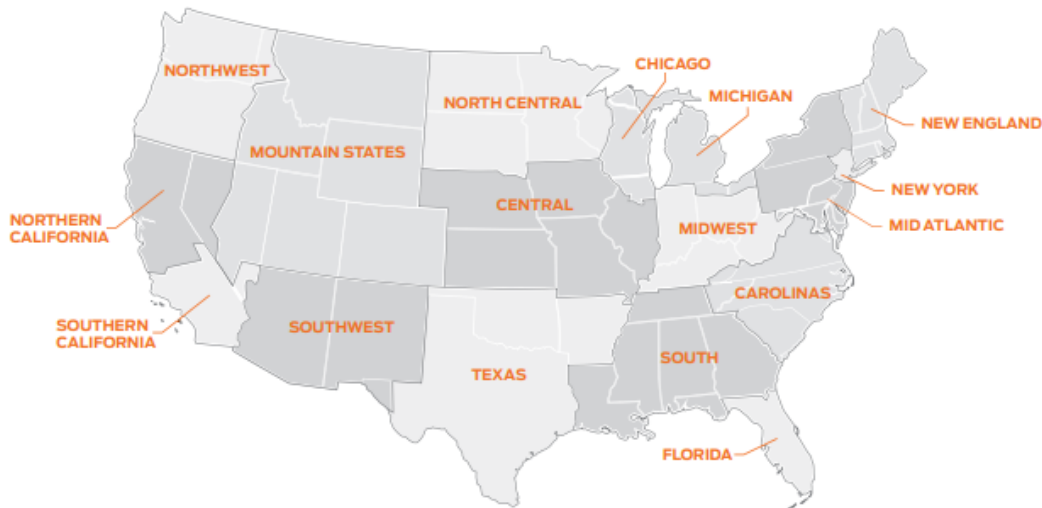 CHICAGO
NORTHWEST
MICHIGAN
NORTH CENTRAL
NEW ENGLAND
MOUNTAIN STATES
NEW YORK
CENTRAL
NORTHERN
CALIFORNIA
MIDWEST
MID ATLANTIC
CAROLINAS
SOUTHERN
CALIFORNIA
SOUTHWEST
SOUTH
TEXAS
FLORIDA